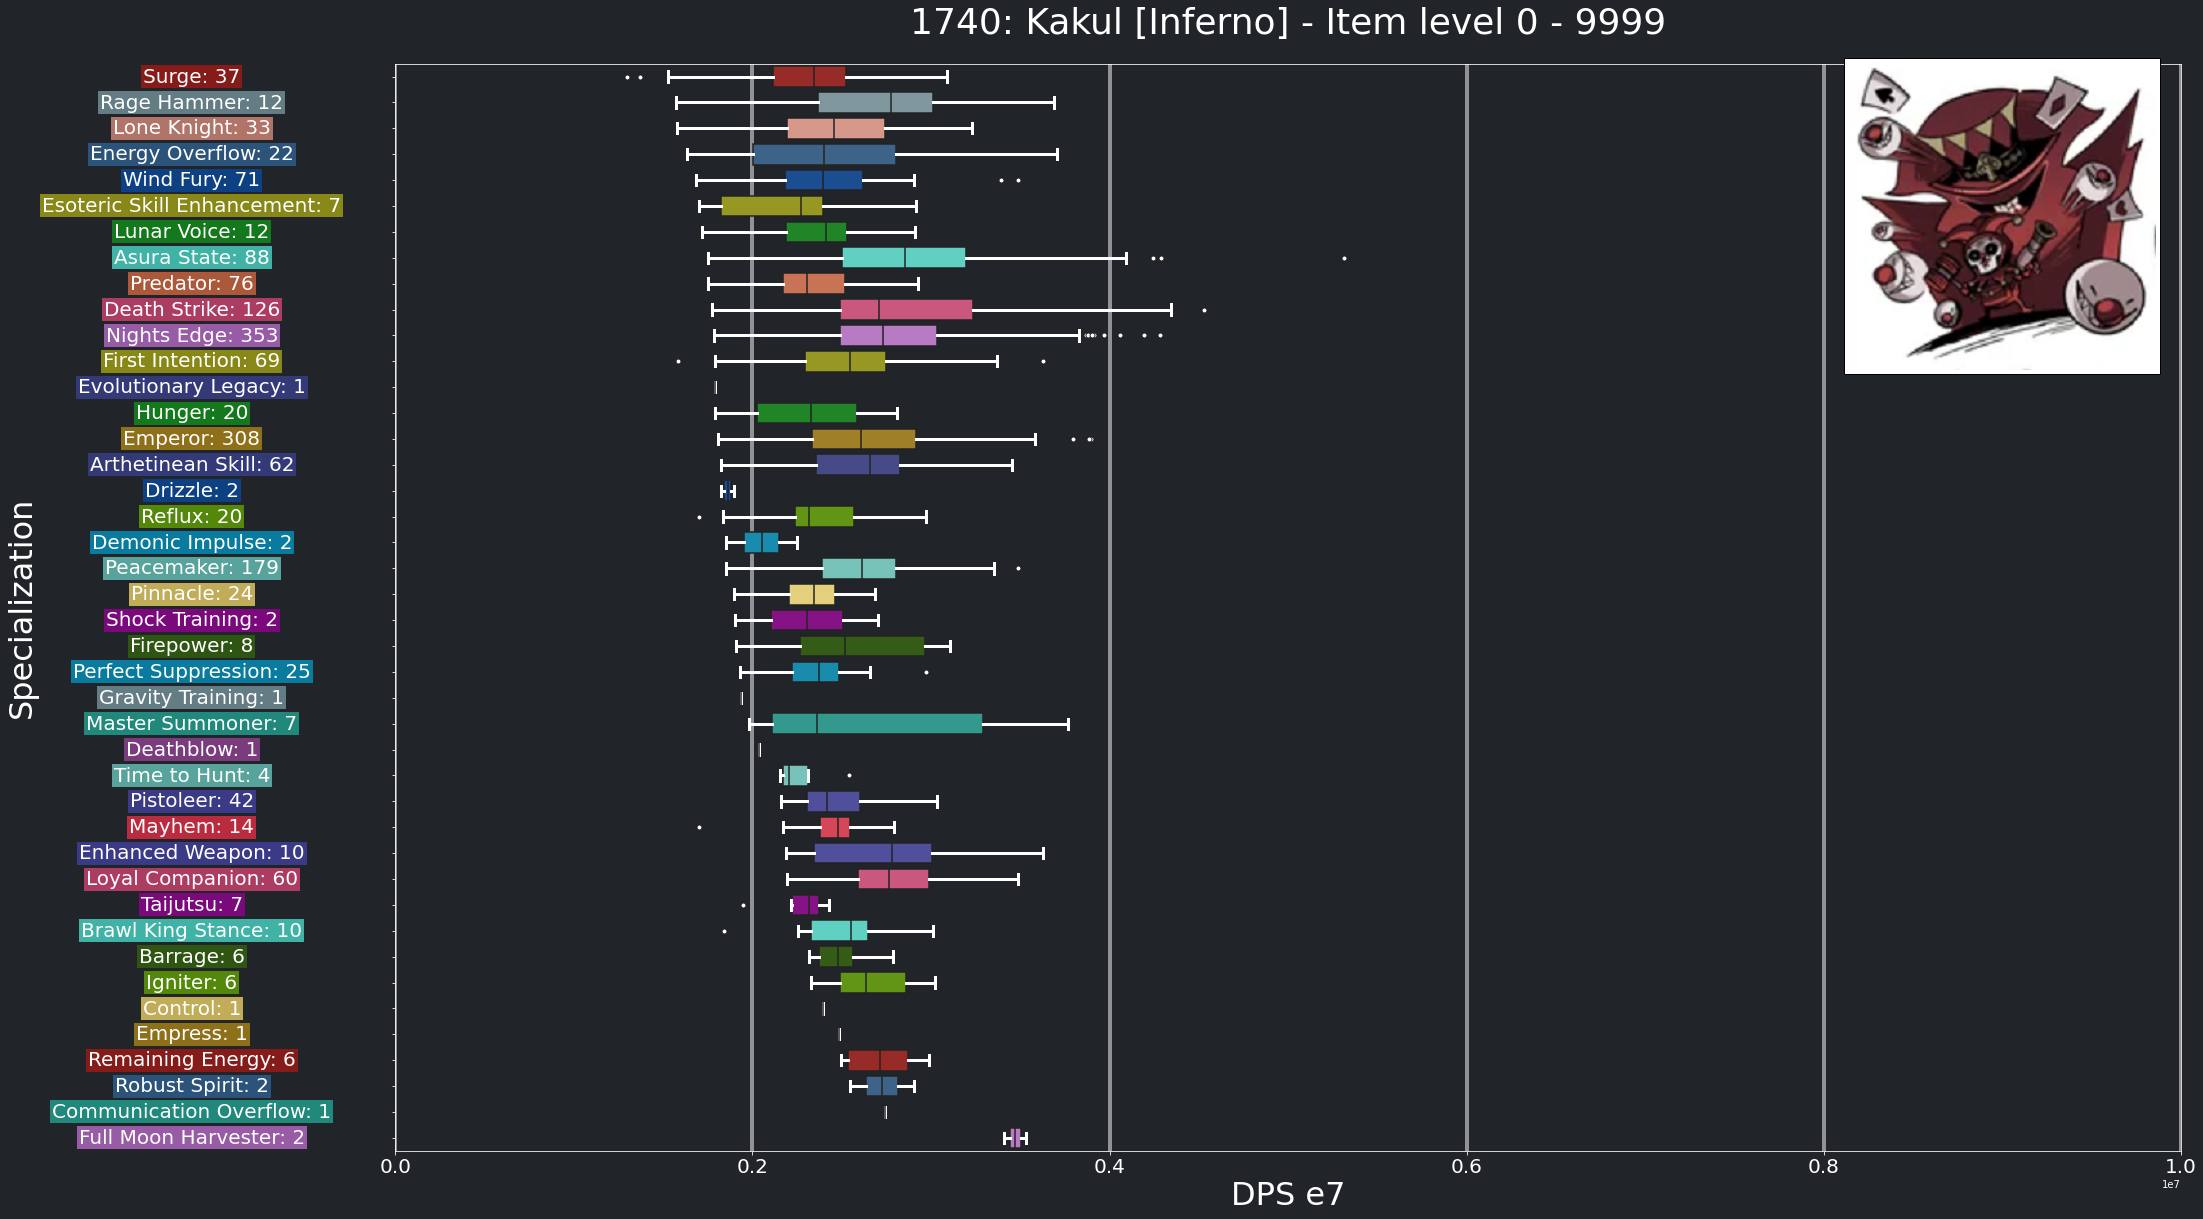 1740: Kakul [Inferno] - Item level 0 - 9999
Surge: 37
Rage Hammer: 12
Lone Knight: 33
Energy Overflow: 22
Wind Fury: 71
Esoteric Skill Enhancement: 7
Lunar Voice: 12
Asura State: 88
Predator: 76
Death Strike: 126
Nights Edge: 353
First Intention: 69
Evolutionary Legacy: 1
Hunger: 20
Emperor: 308
Arthetinean Skill: 62
Drizzle: 2
Reflux: 20
Demonic Impulse: 2
Peacemaker: 179
Pinnacle: 24
Shock Training: 2
Firepower: 8
Perfect Suppression: 25
Gravity Training: 1
Master Summoner: 7
Deathblow: 1
Time to Hunt: 4
Pistoleer: 42
Mayhem: 14
Enhanced Weapon: 10
Loyal Companion: 60
Taijutsu: 7
Brawl King Stance: 10
Barrage: 6
Igniter: 6
Control: 1
Empress: 1
Remaining Energy: 6
Robust Spirit: 2
Communication Overflow: 1
Full Moon Harvester: 2
Specialization
0.0 0.2 0.4 0.6 0.8 1.0
1e7
DPS e7